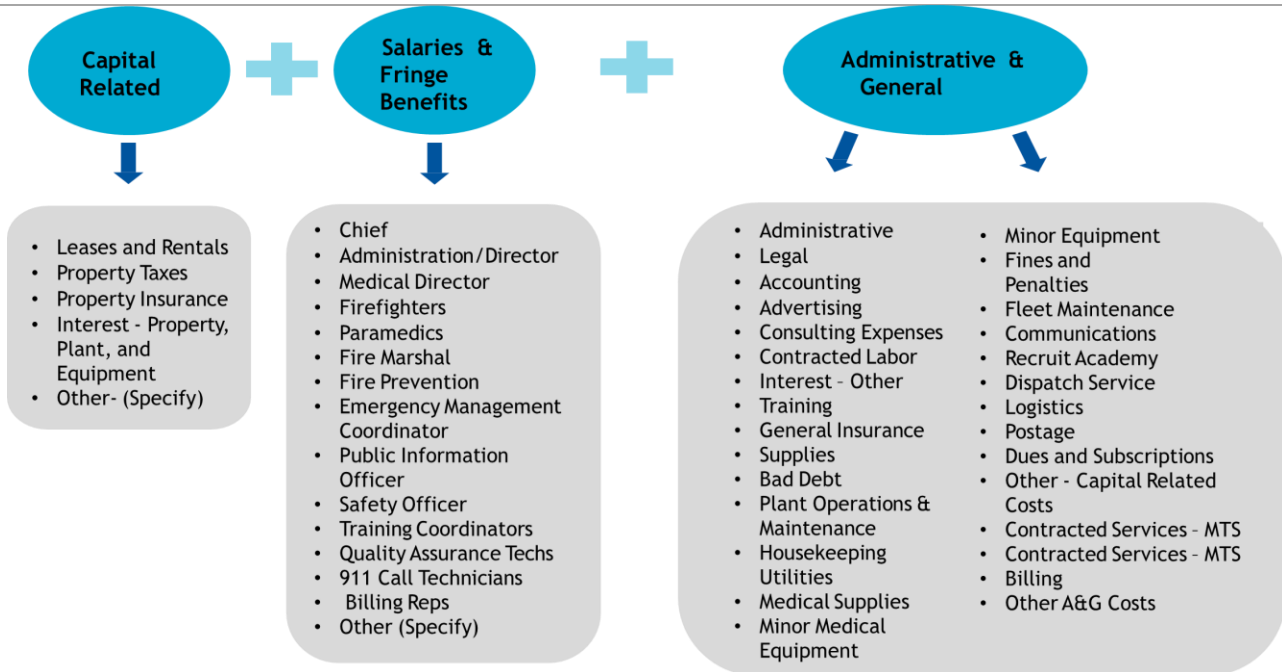 Capital
Related
Salaries &
Fringe
Benefits
Administrative &
General
• Leases and Rentals
• Property Taxes
• Property Insurance
• Interest - Property,
Plant, and
Equipment
• Other- (Specify)
• Chief
• Administration/Director
• Medical Director
• Firefighters
• Paramedics
• Fire Marshal
• Fire Prevention
• Emergency Management
Coordinator
• Public Information
Officer
• Safety Officer
• Training Coordinators
• Quality Assurance Techs
• 911 Call Technicians
• Billing Reps
• Other (Specify)
• Administrative
• Legal
• Accounting
• Advertising
• Consulting Expenses
• Contracted Labor
• Interest – Other
• Training
• General Insurance
• Supplies
• Bad Debt
• Plant Operations &
Maintenance
• Housekeeping
Utilities
• Medical Supplies
• Minor Medical
Equipment
• Minor Equipment
• Fines and
Penalties
• Fleet Maintenance
• Communications
• Recruit Academy
• Dispatch Service
• Logistics
• Postage
• Dues and Subscriptions
• Other - Capital Related
Costs
• Contracted Services – MTS
• Contracted Services – MTS
• Billing
• Other A&G Costs